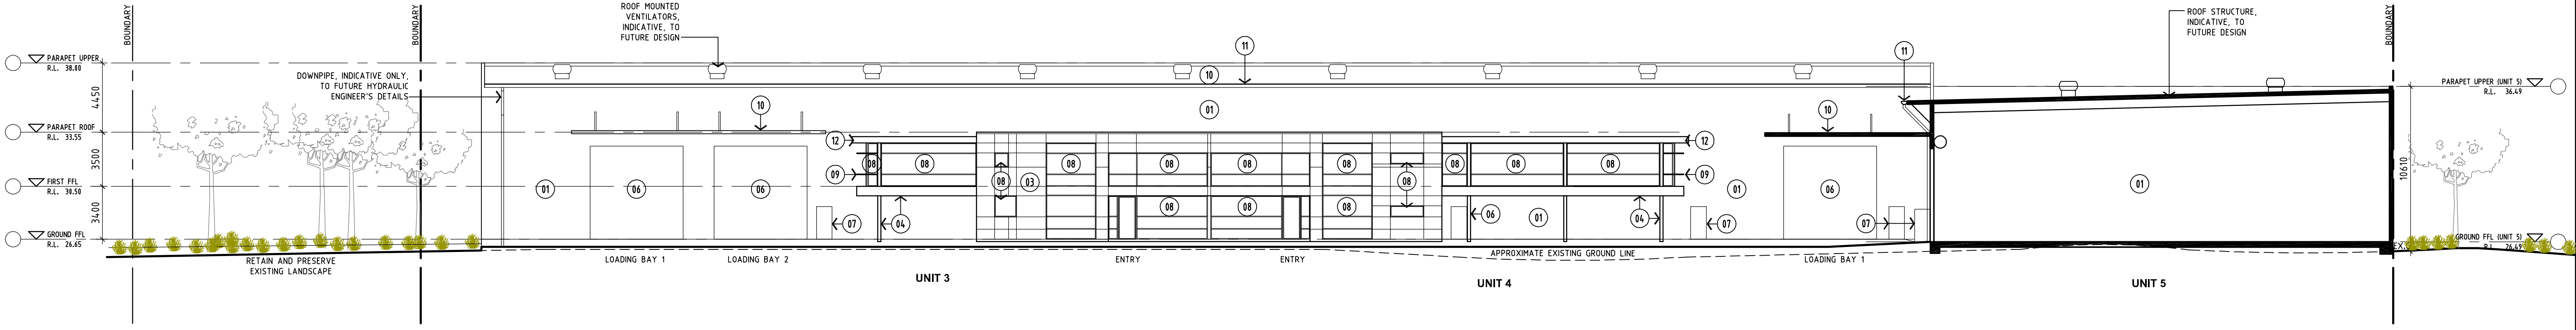 BOUNDARY
BOUNDARY
ROOF MOUNTED
VENTILATORS,
INDICATIVE, TO
FUTURE DESIGN
ROOF STRUCTURE,
INDICATIVE, TO
FUTURE DESIGN
BOUNDARY
PARAPET UPPER
R.L. 38.00
DOWNPIPE, INDICATIVE ONLY,
TO FUTURE HYDRAULIC
ENGINEER'S DETAILS
11
11
10
10
01
10
PARAPET UPPER (UNIT 5)
R.L. 36.49
4450
PARAPET ROOF
R.L. 33.55
3500
12
12
08
08
08
08
08
08
08
08
08
08
09
08
03
08
09
FIRST FFL
R.L. 30.50
01
06
06
01
06
01
10610
3400
08
08
08
07
04
06
01
04
07
07
GROUND FFL
R.L. 26.65
GROUND FFL (UNIT 5)
R.L. 26.49
EX.
RETAIN AND PRESERVE
EXISTING LANDSCAPE
LOADING BAY 1
LOADING BAY 2
ENTRY
ENTRY
APPROXIMATE EXISTING GROUND LINE
LOADING BAY 1
UNIT 3
UNIT 4
UNIT 5